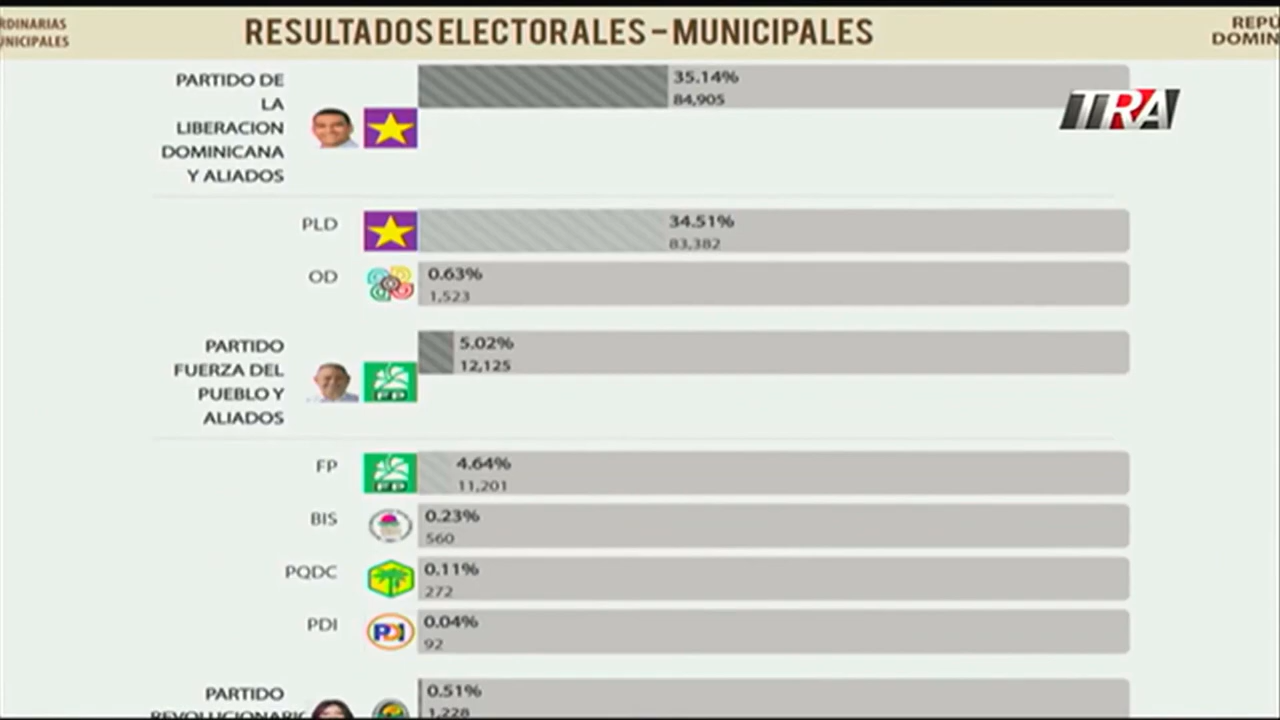 RDINARIAS
UNICIPALES
RESULTADOS ELECTORALES – MUNICIPALES
REPÚ
DOMIN
TRA
PARTIDO DE
LA
LIBERACION
DOMINICANA
Y ALIADOS
35.14%
84,905
PLD
34.51%
83,382
OD
0.63%
1,523
PARTIDO
FUERZA DEL
PUEBLO Y
ALIADOS
5.02%
12,125
FP
FP
4.64%
11,201
FP
BIS
0.23%
560
PQDC
0.11%
272
PDI
PDI
0.04%
92
PARTIDO
REVOLUCIONARIO
0.51%
1,228